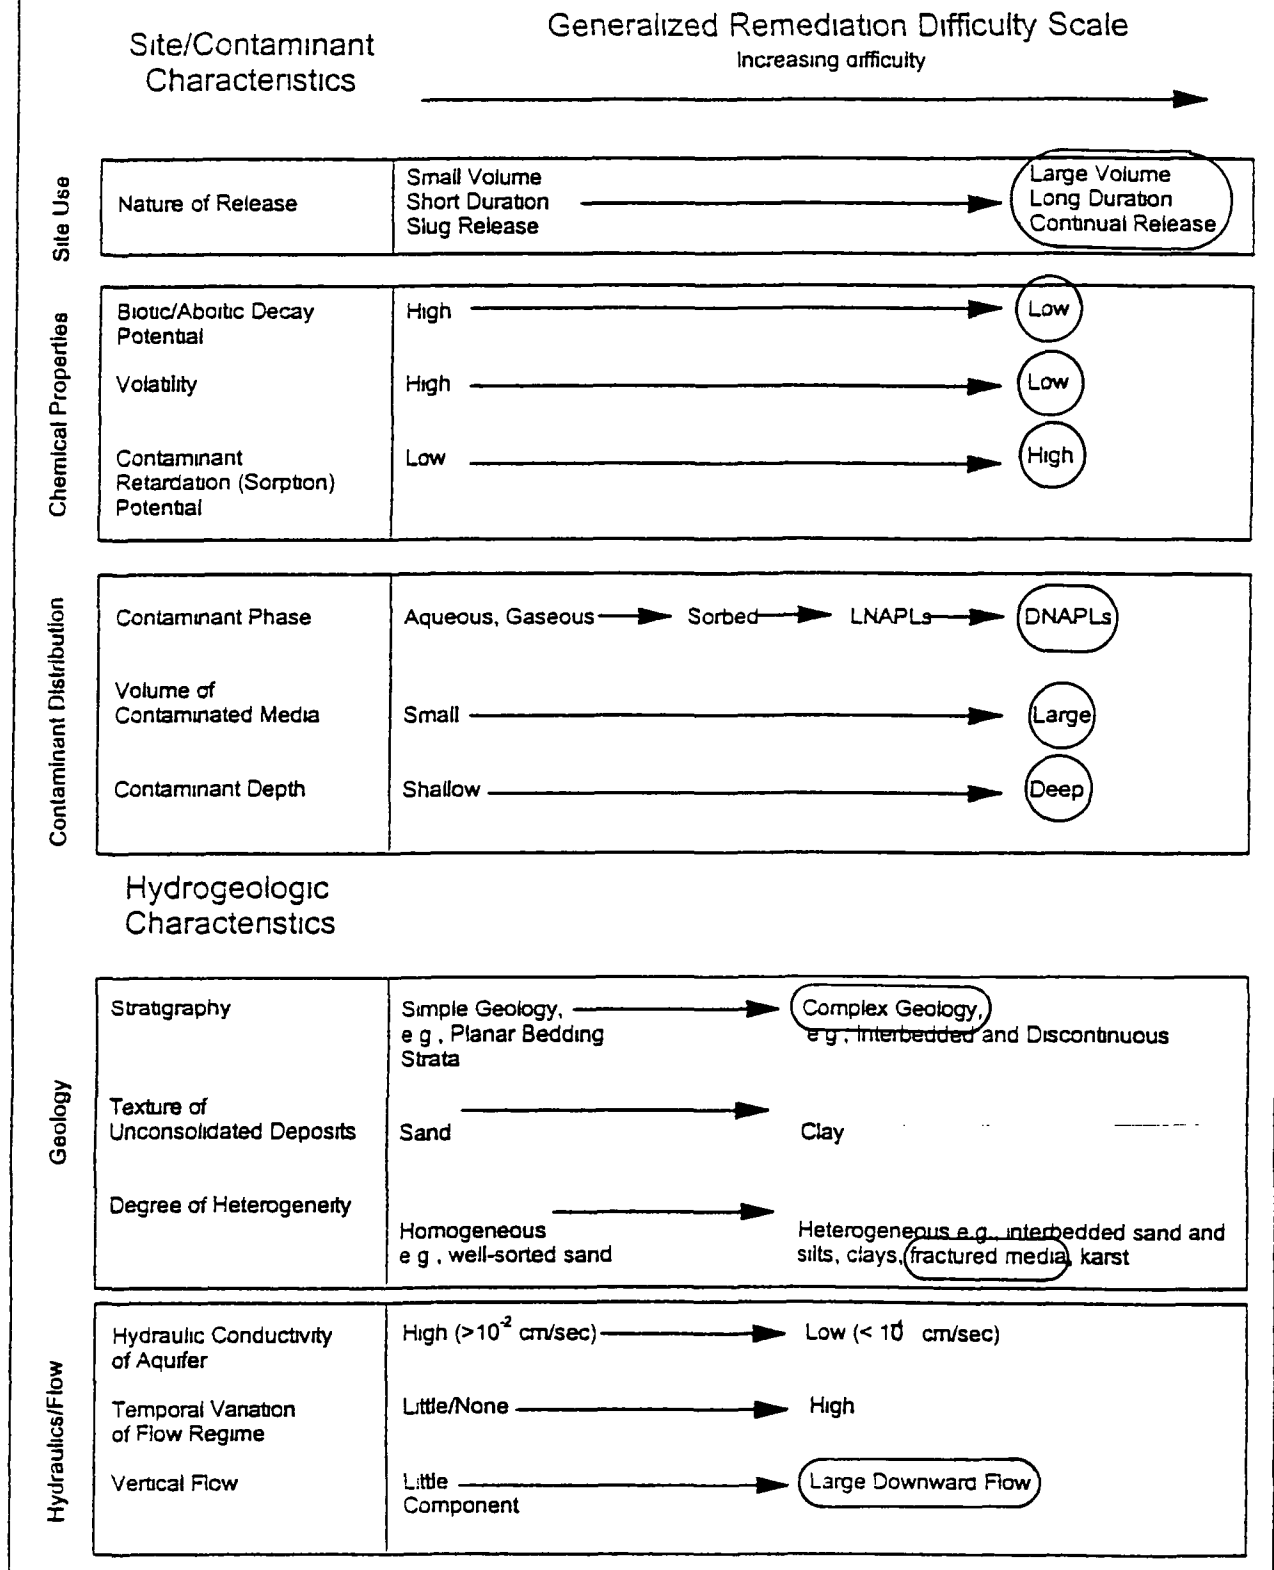 Site/Contaminant
Characteristics
Generalized Remediation Difficulty Scale
Increasing difficulty
Site Use
Nature of Release
Small Volume
Short Duration
Slug Release
Large Volume
Long Duration
Continual Release
Chemical Properties
Biotic/Aboitic Decay
Potential
High
Low
Volatility
High
Low
Contaminant
Retardation (Sorption)
Potential
Low
High
Contaminant Distribution
Contaminant Phase
Aqueous, Gaseous
Sorbed
LNAPLs
DNAPLs
Volume of
Contaminated Media
Small
Large
Contaminant Depth
Shallow
Deep
Hydrogeologic
Characteristics
Geology
Stratigraphy
Simple Geology,
e g , Planar Bedding
Strata
Complex Geology,
e g , Interbedded and Discontinuous
Texture of
Unconsolidated Deposits
Sand
Clay
Degree of Heterogeneity
Homogeneous
e g , well-sorted sand
Heterogeneous e.g., interbedded sand and
silts, clays, fractured media, karst
Hydraulics/Flow
Hydraulic Conductivity
of Aquifer
High (>10⁻² cm/sec)
Low (< 10 cm/sec)
Temporal Variation
of Flow Regime
Little/None
High
Vertical Flow
Little
Component
Large Downward Flow